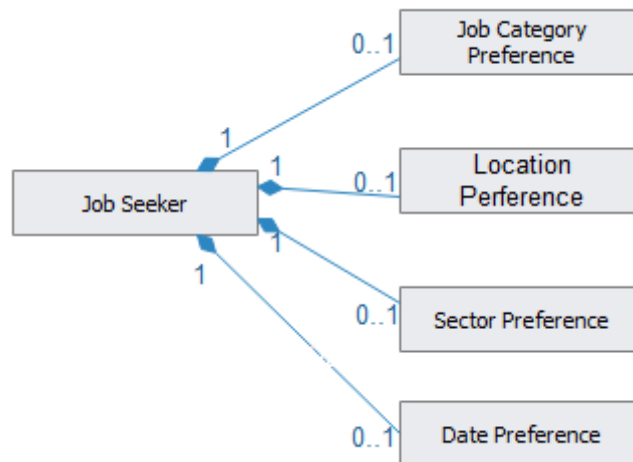 Job Category
Preference
0..1
1
Job Seeker
1
0..1
Location
Perference
1
0..1
Sector Preference
1
0..1
Date Preference